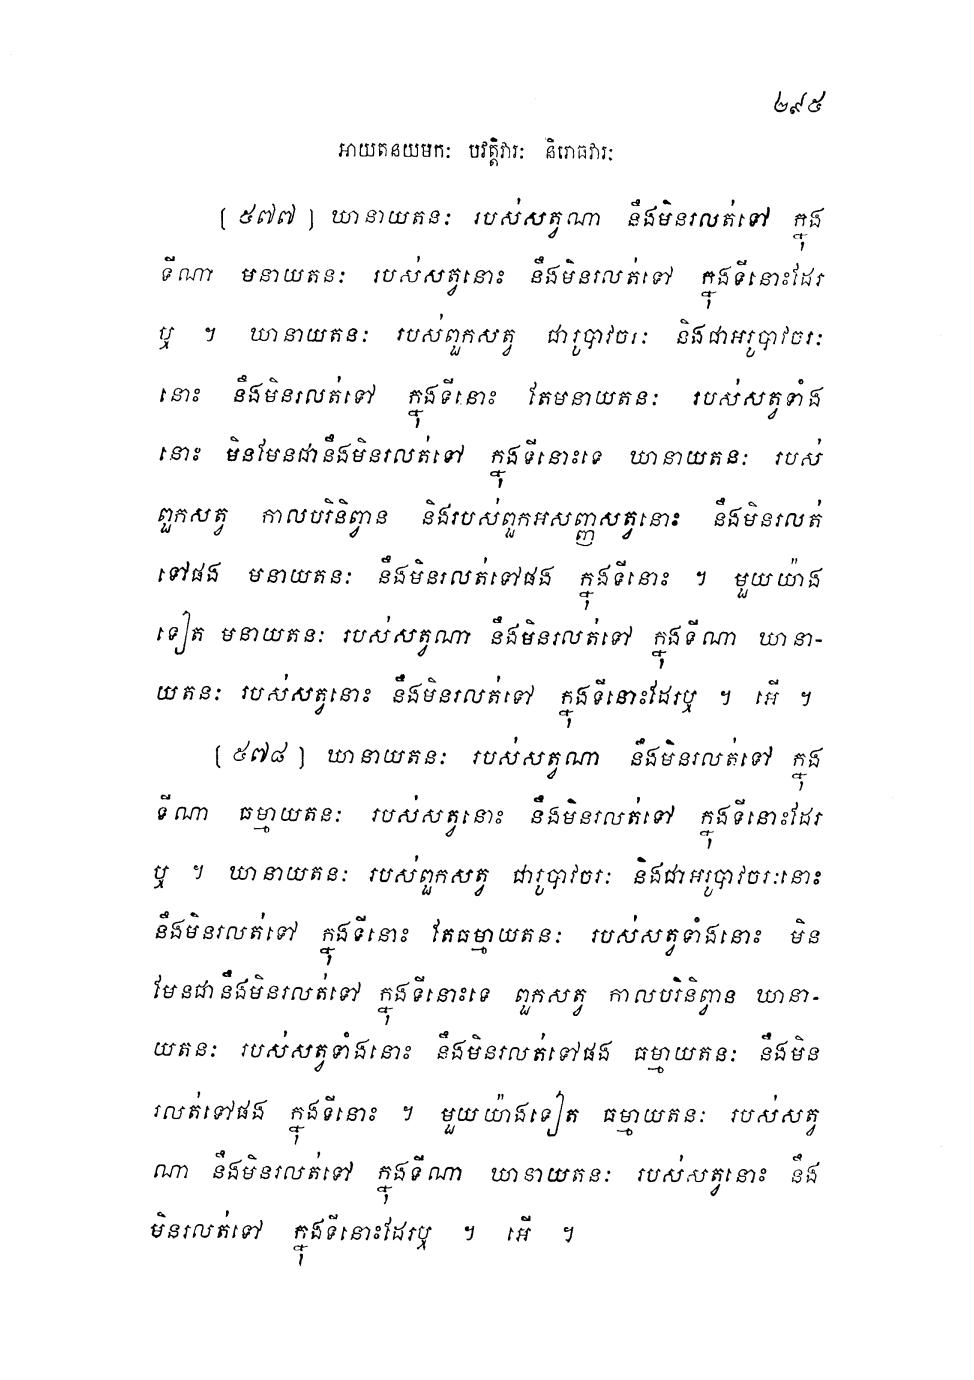 ២៩៥
អាយតនយមកៈ បវត្តិវារៈ និរោធវារៈ
(៥៧៧) ឃានាយតនៈ របស់សត្វណា នឹងមិនរលត់ទៅ ក្នុង
ទីណា មនាយតនៈ របស់សត្វនោះ នឹងមិនរលត់ទៅ ក្នុងទីនោះដែរ
ឬ ។ ឃានាយតនៈ របស់ពួកសត្វ ជារូបាវចរៈ និងជាអរូបាវចរៈ
នោះ នឹងមិនរលត់ទៅ ក្នុងទីនោះ តែមនាយតនៈ របស់សត្វទាំង
នោះ មិនមែនជានឹងមិនរលត់ទៅ ក្នុងទីនោះទេ ឃានាយតនៈ របស់
ពួកសត្វ កាលបរិនិព្វាន និងរបស់ពួកអសញ្ញសត្វនោះ នឹងមិនរលត់
ទៅផង មនាយតនៈ នឹងមិនរលត់ទៅផង ក្នុងទីនោះ ។ មួយយ៉ាង
ទៀត មនាយតនៈ របស់សត្វណា នឹងមិនរលត់ទៅ ក្នុងទីណា ឃានា-
យតនៈ របស់សត្វនោះ នឹងមិនរលត់ទៅ ក្នុងទីនោះដែរឬ ។ អើ ។
(៥៧៨) ឃានាយតនៈ របស់សត្វណា នឹងមិនរលត់ទៅ ក្នុង
ទីណា ធម្មាយតនៈ របស់សត្វនោះ នឹងមិនរលត់ទៅ ក្នុងទីនោះដែរ
ឬ ។ ឃានាយតនៈ របស់ពួកសត្វ ជារូបាវចរៈ និងជាអរូបាវចរៈនោះ
នឹងមិនរលត់ទៅ ក្នុងទីនោះ តែធម្មាយតនៈ របស់សត្វទាំងនោះ មិន
មែនជានឹងមិនរលត់ទៅ ក្នុងទីនោះទេ ពួកសត្វ កាលបរិនិព្វាន ឃានា-
យតនៈ របស់សត្វទាំងនោះ នឹងមិនរលត់ទៅផង ធម្មាយតនៈ នឹងមិន
រលត់ទៅផង ក្នុងទីនោះ ។ មួយយ៉ាងទៀត ធម្មាយតនៈ របស់សត្វ
ណា នឹងមិនរលត់ទៅ ក្នុងទីណា ឃានាយតនៈ របស់សត្វនោះ នឹង
មិនរលត់ទៅ ក្នុងទីនោះដែរឬ ។ អើ ។